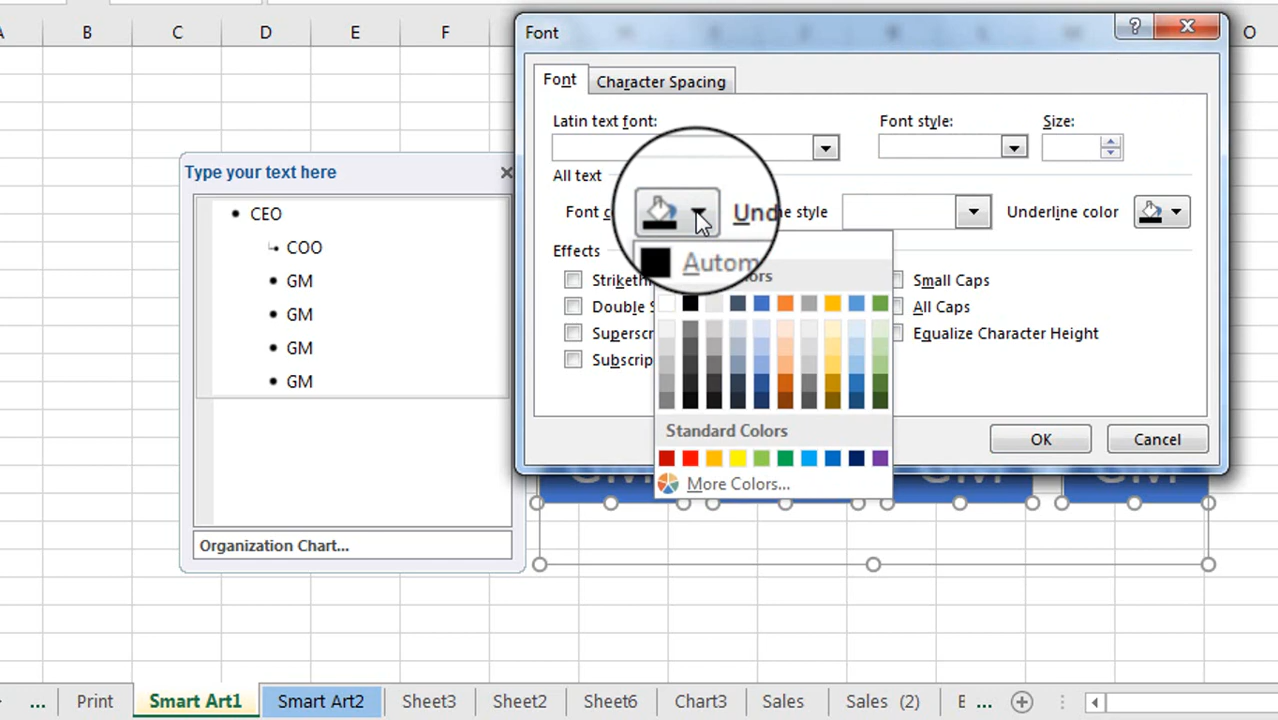 A B C D E F O
Font
Font Character Spacing
Latin text font: Font style: Size:
All text
Font c Und e style Underline color
Autom
Effects
Striketh Small Caps
Double S All Caps
Superscr Equalize Character Height
Subscrip
Standard Colors
More Colors...
OK Cancel
Type your text here
CEO
COO
GM
GM
GM
GM
Organization Chart...
... Print Smart Art1 Smart Art2 Sheet3 Sheet2 Sheet6 Chart3 Sales Sales (2) E ...